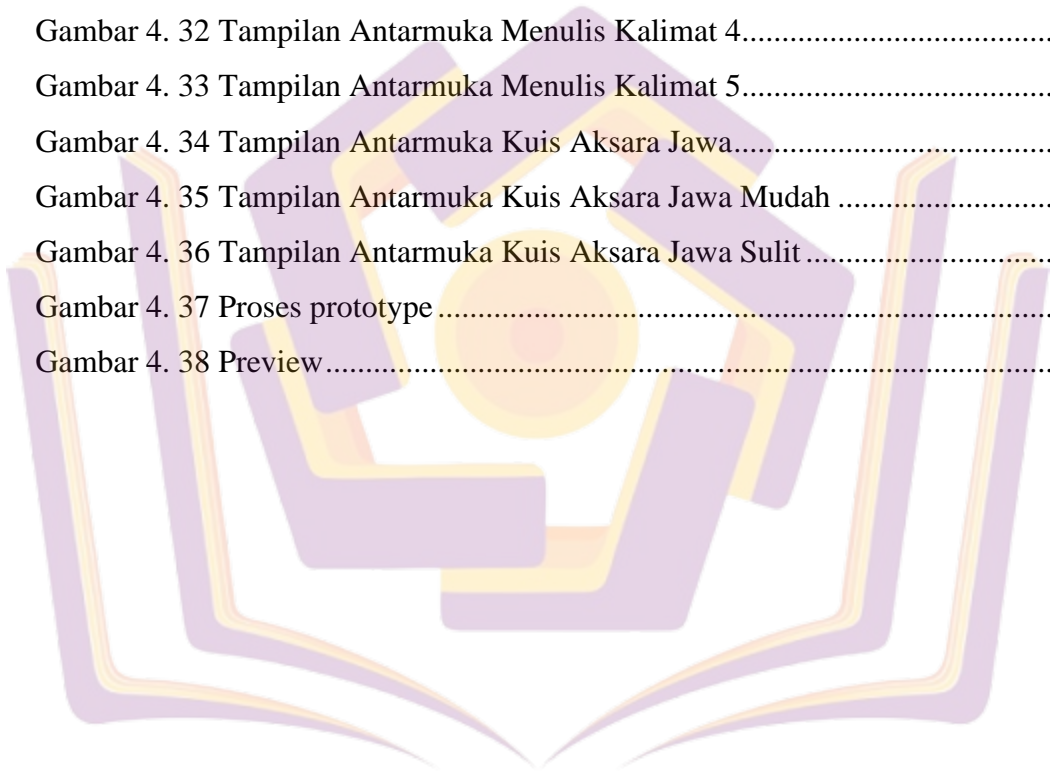 Gambar 4. 32 Tampilan Antarmuka Menulis Kalimat 4......................................
Gambar 4. 33 Tampilan Antarmuka Menulis Kalimat 5......................................
Gambar 4. 34 Tampilan Antarmuka Kuis Aksara Jawa.......................................
Gambar 4. 35 Tampilan Antarmuka Kuis Aksara Jawa Mudah ..........................
Gambar 4. 36 Tampilan Antarmuka Kuis Aksara Jawa Sulit ..............................
Gambar 4. 37 Proses prototype ...........................................................................
Gambar 4. 38 Preview.........................................................................................